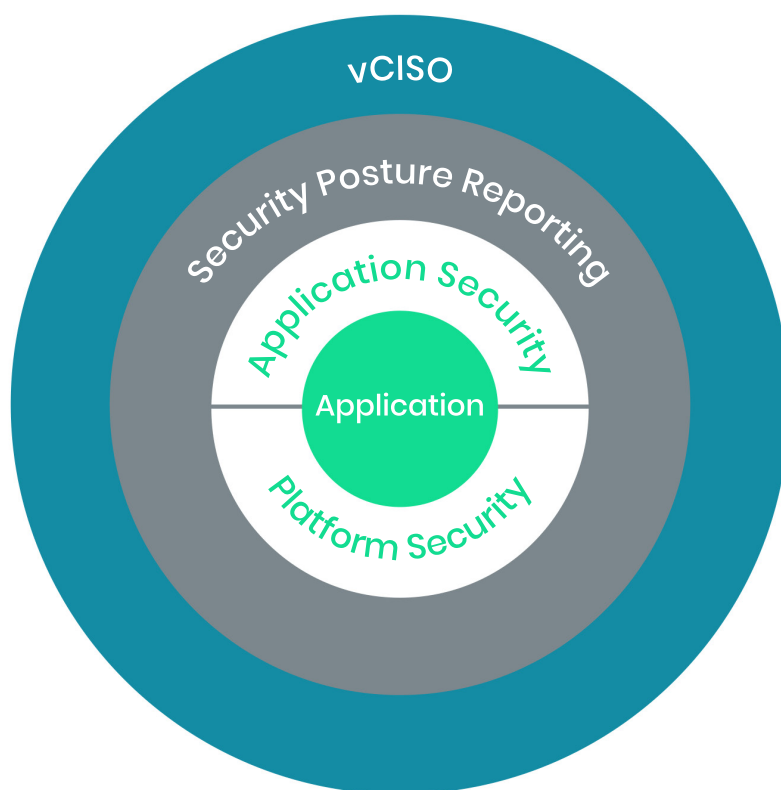 vCISO
Security Posture Reporting
Application Security
Application
Platform Security